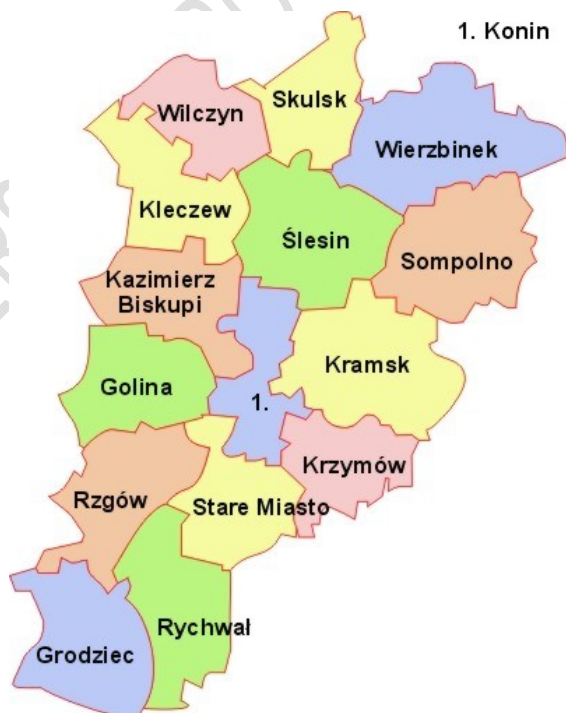 1. Konin
Skulsk
Wilczyn
Wierzbinek
Kleczew
Ślesin
Sompolno
Kazimierz
Biskupi
Kramsk
Golina
1.
Krzymów
Rzgów
Stare Miasto
Rychwał
Grodziec